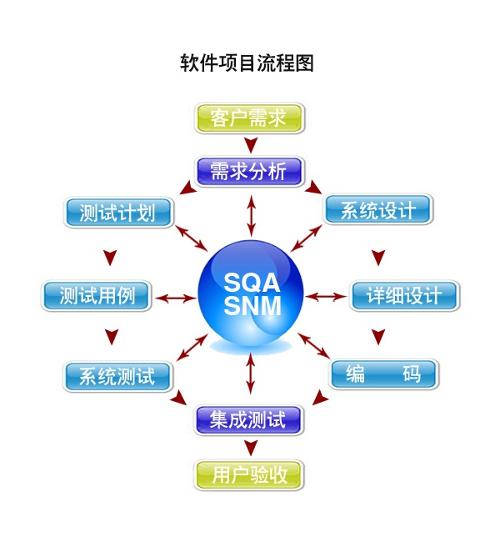 软件项目流程图
客户需求
需求分析
测试计划
系统设计
SQA
SNM
测试用例
详细设计
系统测试
编 码
集成测试
用户验收